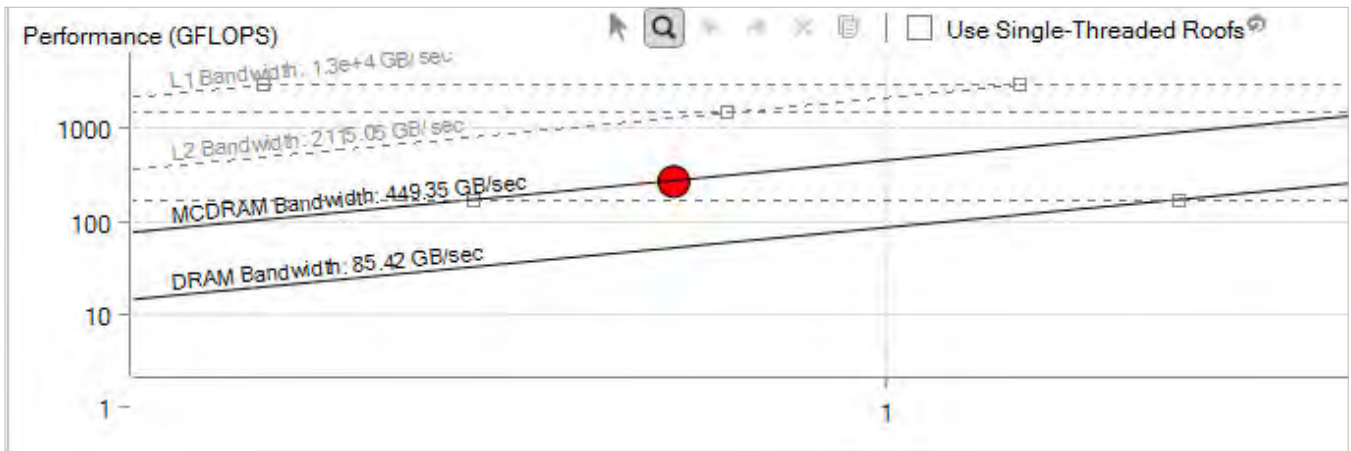 Performance (GFLOPS)
Use Single-Threaded Roofs
L1 Bandwidth: 1.3e+4 GB/sec
1000
L2 Bandwidth: 2115.05 GB/sec
MCDRAM Bandwidth: 449.35 GB/sec
100
DRAM Bandwidth: 85.42 GB/sec
10
1
1